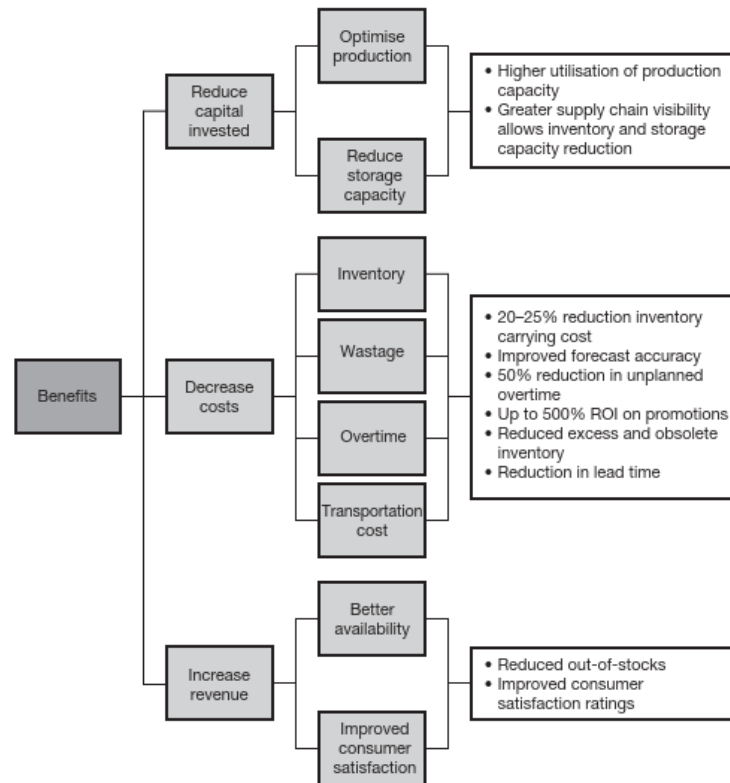 Optimise
production
Reduce
capital
invested
Reduce
storage
capacity
• Higher utilisation of production
capacity
• Greater supply chain visibility
allows inventory and storage
capacity reduction
Benefits
Decrease
costs
Inventory
Wastage
Overtime
Transportation
cost
• 20–25% reduction inventory
carrying cost
• Improved forecast accuracy
• 50% reduction in unplanned
overtime
• Up to 500% ROI on promotions
• Reduced excess and obsolete
inventory
• Reduction in lead time
Increase
revenue
Better
availability
Improved
consumer
satisfaction
• Reduced out-of-stocks
• Improved consumer
satisfaction ratings